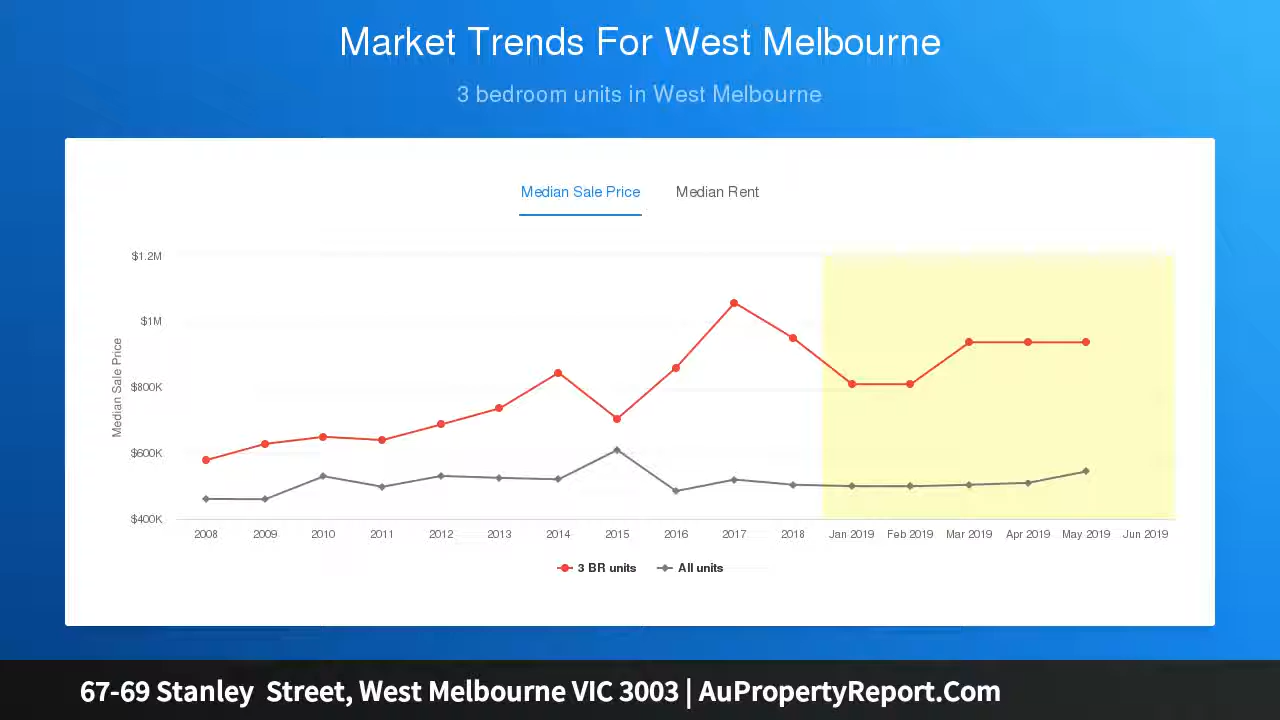 Market Trends For West Melbourne
3 bedroom units in West Melbourne
Median Sale Price Median Rent
$1.2M
$1M
$800K
$600K
$400K
Median Sale Price
2008 2009 2010 2011 2012 2013 2014 2015 2016 2017 2018 Jan 2019 Feb 2019 Mar 2019 Apr 2019 May 2019 Jun 2019
3 BR units All units
67-69 Stanley  Street, West Melbourne VIC 3003 | AuPropertyReport.Com